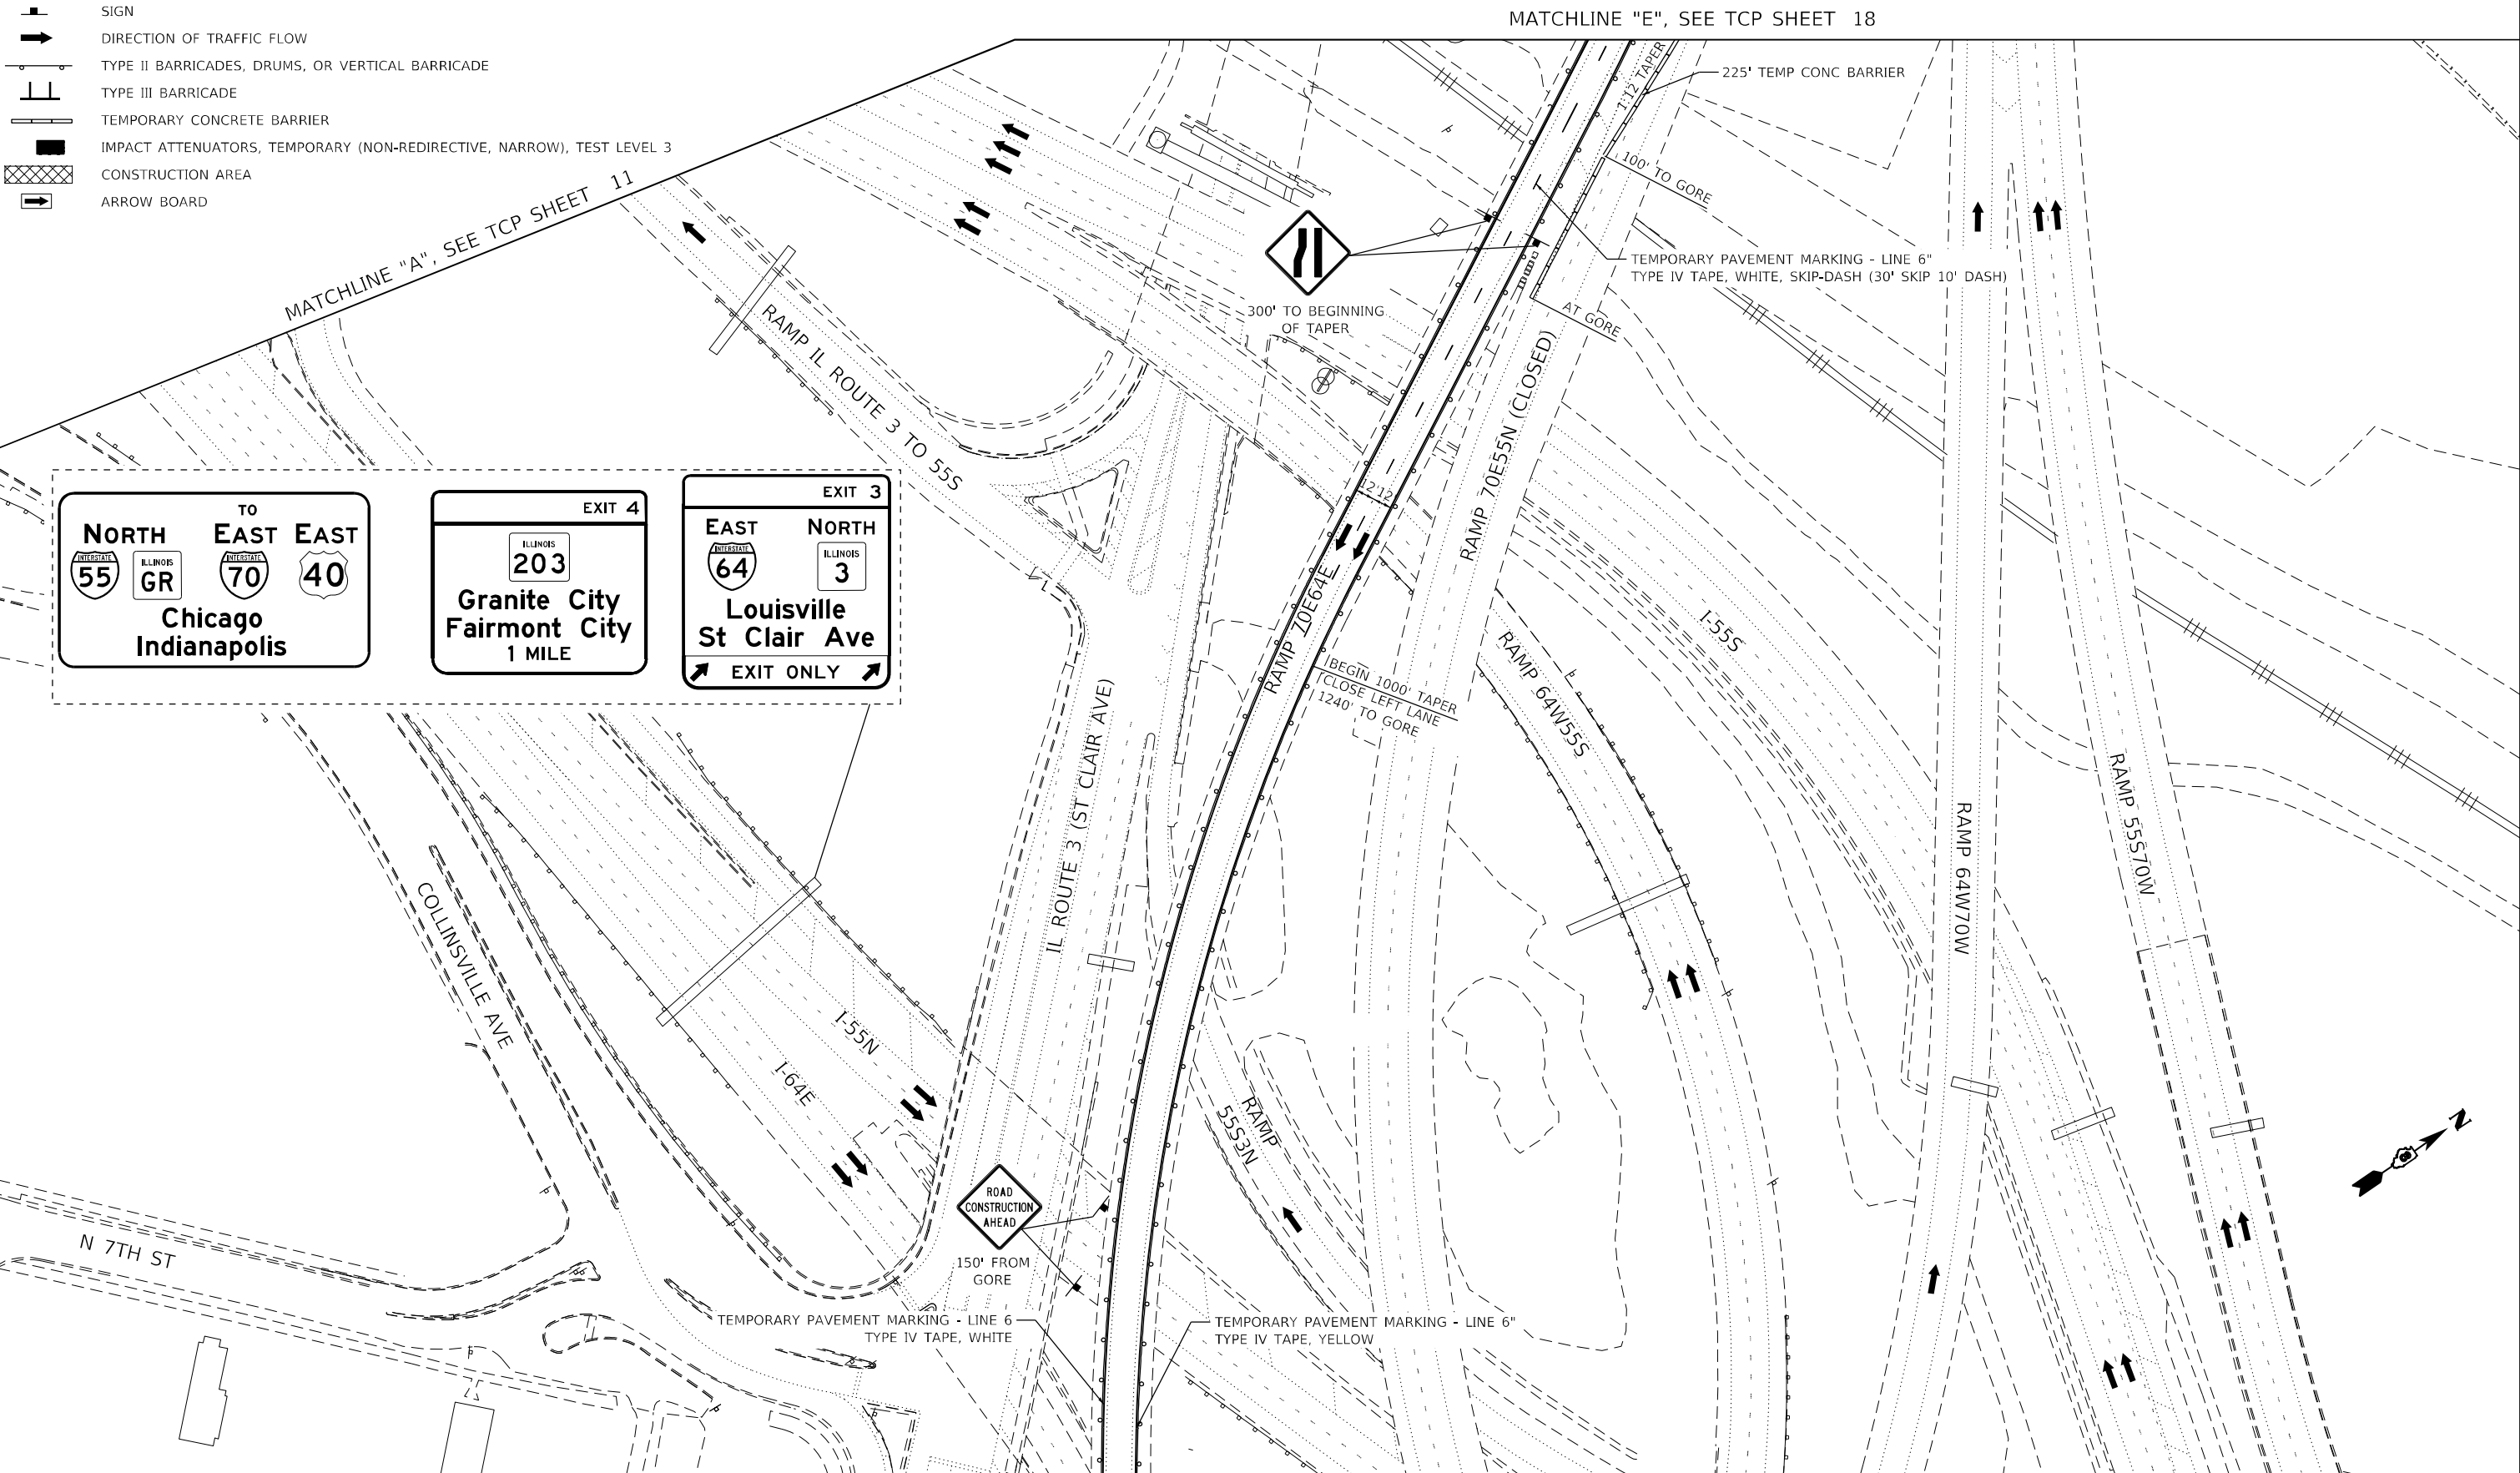 MATCHLINE "E", SEE TCP SHEET 18
SIGN
DIRECTION OF TRAFFIC FLOW
TYPE II BARRICADES, DRUMS, OR VERTICAL BARRICADE
TYPE III BARRICADE
TEMPORARY CONCRETE BARRIER
IMPACT ATTENUATORS, TEMPORARY (NON-REDIRECTIVE, NARROW), TEST LEVEL 3
CONSTRUCTION AREA
ARROW BOARD
MATCHLINE "A", SEE TCP SHEET 11
1:12 TAPER
225' TEMP CONC BARRIER
100' TO GORE
TEMPORARY PAVEMENT MARKING - LINE 6"
TYPE IV TAPE, WHITE, SKIP-DASH (30' SKIP 10' DASH)
AT GORE
300' TO BEGINNING
OF TAPER
RAMP IL ROUTE 3 TO 55S
RAMP 70E55N (CLOSED)
12'
12'
NORTH
TO
EAST
EAST
INTERSTATE
55
ILLINOIS
GR
INTERSTATE
70
40
Chicago
Indianapolis
EXIT 4
ILLINOIS
203
Granite City
Fairmont City
1 MILE
EXIT 3
EAST
NORTH
INTERSTATE
64
ILLINOIS
3
Louisville
St Clair Ave
EXIT ONLY
RAMP 70E64E
BEGIN 1000' TAPER
CLOSE LEFT LANE
1240' TO GORE
RAMP 64W55S
I-55S
RAMP 64W70W
RAMP 55S70W
IL ROUTE 3 (ST CLAIR AVE)
COLLINSVILLE AVE
I-55N
I-64E
RAMP
55S3N
N
N 7TH ST
ROAD
CONSTRUCTION
AHEAD
150' FROM
GORE
TEMPORARY PAVEMENT MARKING - LINE 6
TYPE IV TAPE, WHITE
TEMPORARY PAVEMENT MARKING - LINE 6"
TYPE IV TAPE, YELLOW